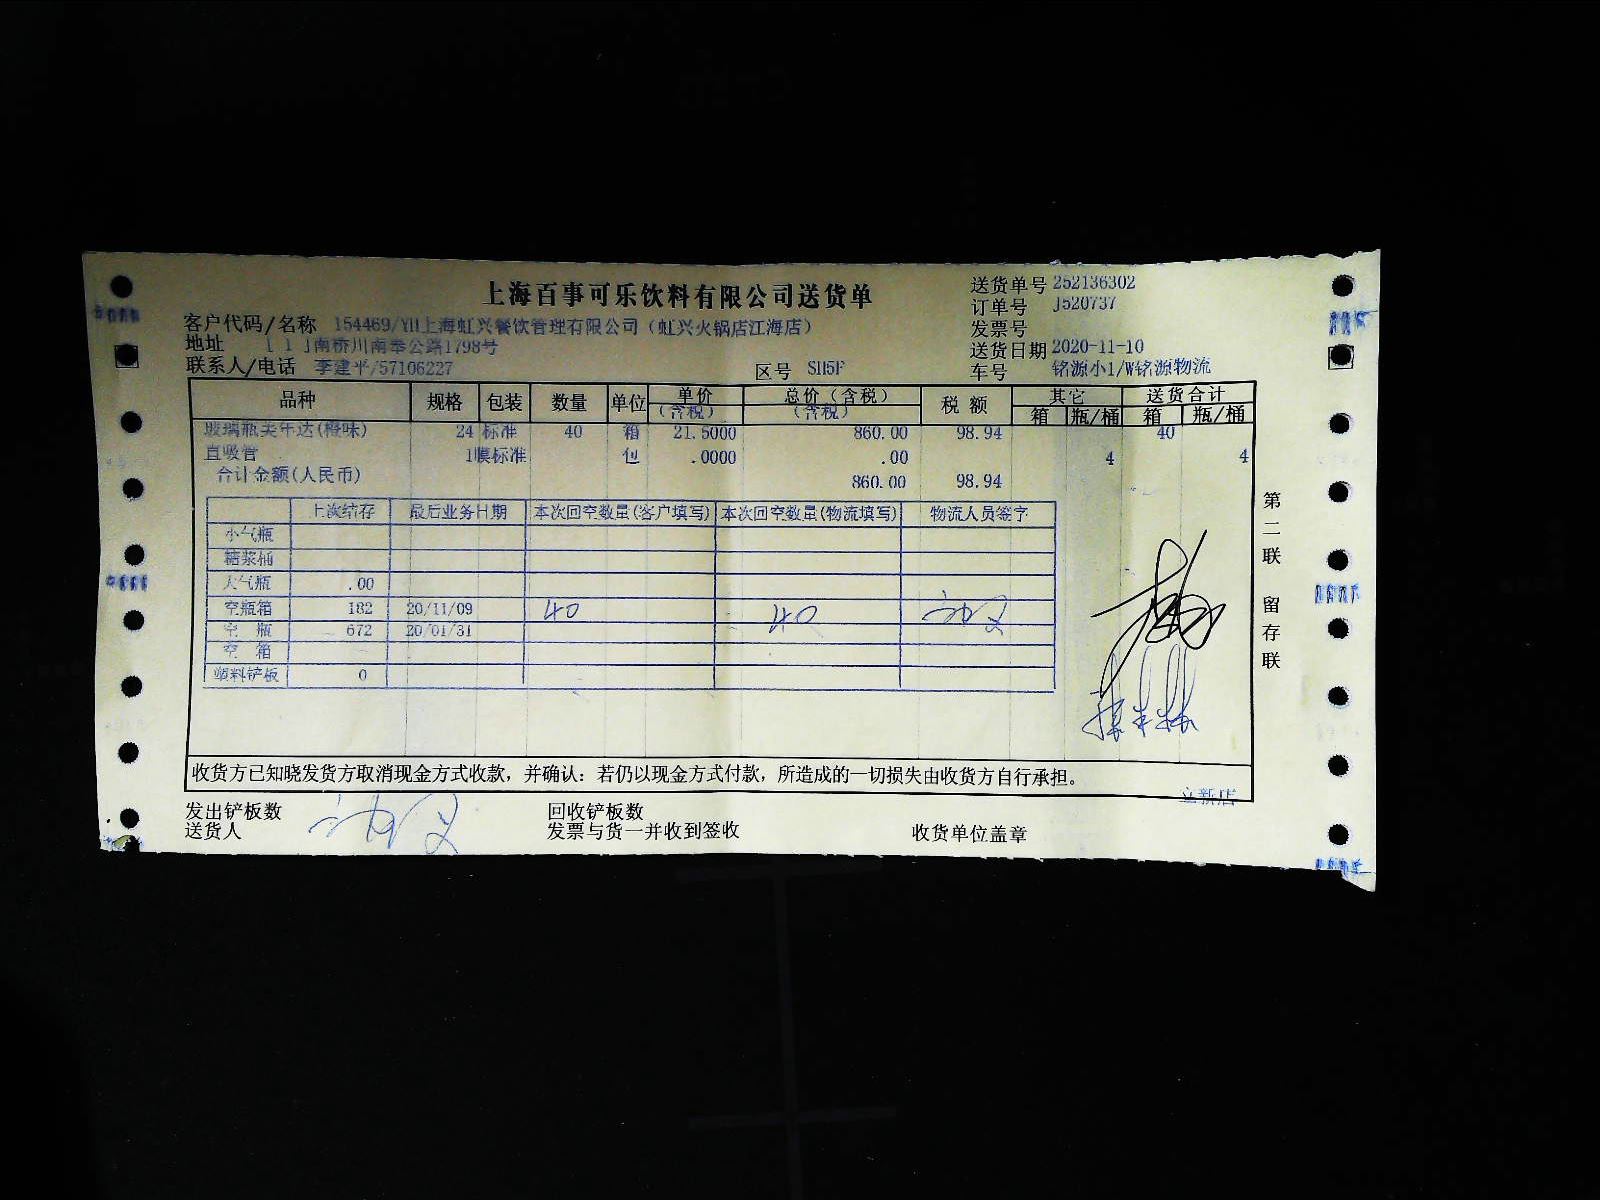 上海百事可乐饮料有限公司送货单
送货单号 252136302
订单号 J520737
发票号
送货日期 2020-11-10
车号 铭源小1/W铭源物流
客户代码/名称 154469/YH上海虹兴餐饮管理有限公司(虹兴火锅店江海店)
地址 南桥川南奉公路1798号
联系人/电话 李建平/57106227 区号 SH5F
品种 规格 包装 数量 单位 单价(含税) 总价(含税) 税额 其它 送货合计
箱 瓶/桶 箱 瓶/桶
玻璃瓶美年达(橙味) 24 标准 40 箱 21.5000 860.00 98.94 40
直吸管 1膜标准 包 .0000 .00 4 4
合计金额(人民币) 860.00 98.94
上次结存 最后业务日期 本次回空数量(客户填写) 本次回空数量(物流填写) 物流人员签字
小气瓶
糖浆桶
大气瓶 .00
空瓶箱 182 20/11/09 40 40
空 瓶 672 20/01/31
空 箱
塑料铲板 0
第二联 留存联
收货方已知晓发货方取消现金方式收款，并确认：若仍以现金方式付款，所造成的一切损失由收货方自行承担。
立新店
发出铲板数 回收铲板数
送货人 发票与货一并收到签收 收货单位盖章